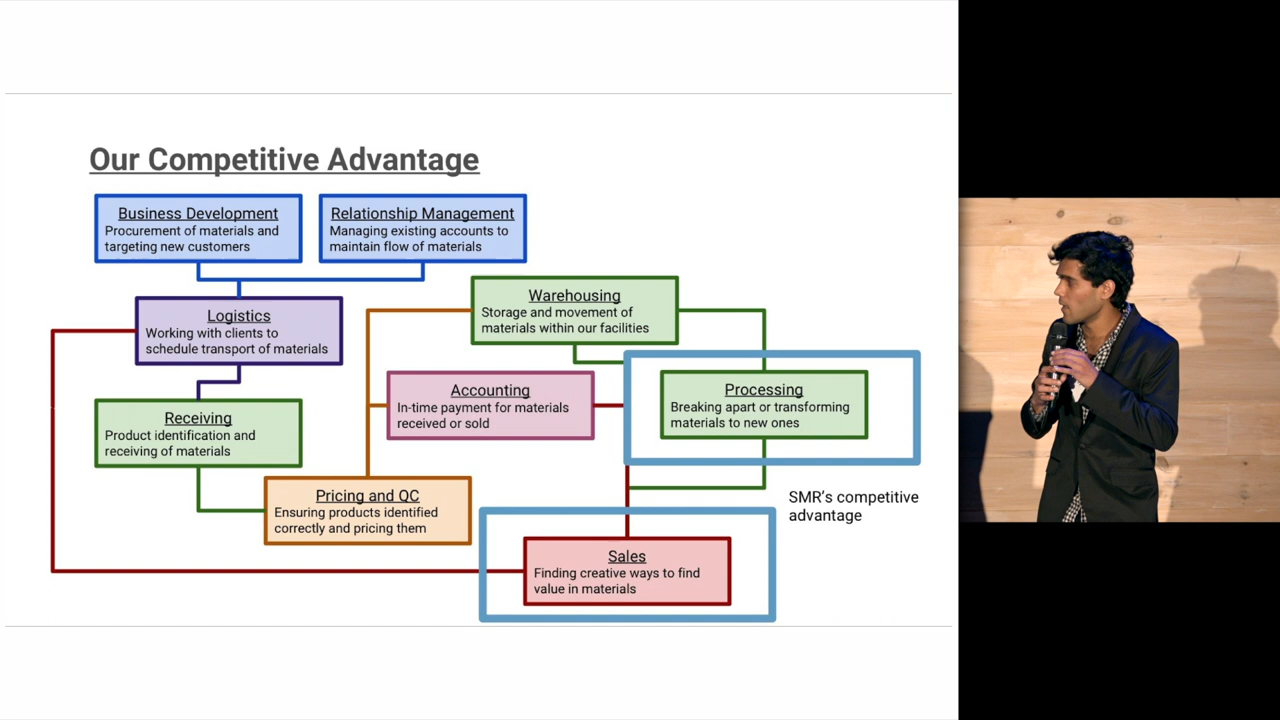 Our Competitive Advantage
Business Development
Procurement of materials and
targeting new customers
Relationship Management
Managing existing accounts to
maintain flow of materials
Logistics
Working with clients to
schedule transport of materials
Warehousing
Storage and movement of
materials within our facilities
Accounting
In-time payment for materials
received or sold
Processing
Breaking apart or transforming
materials to new ones
Receiving
Product identification and
receiving of materials
Pricing and QC
Ensuring products identified
correctly and pricing them
SMR's competitive
advantage
Sales
Finding creative ways to find
value in materials